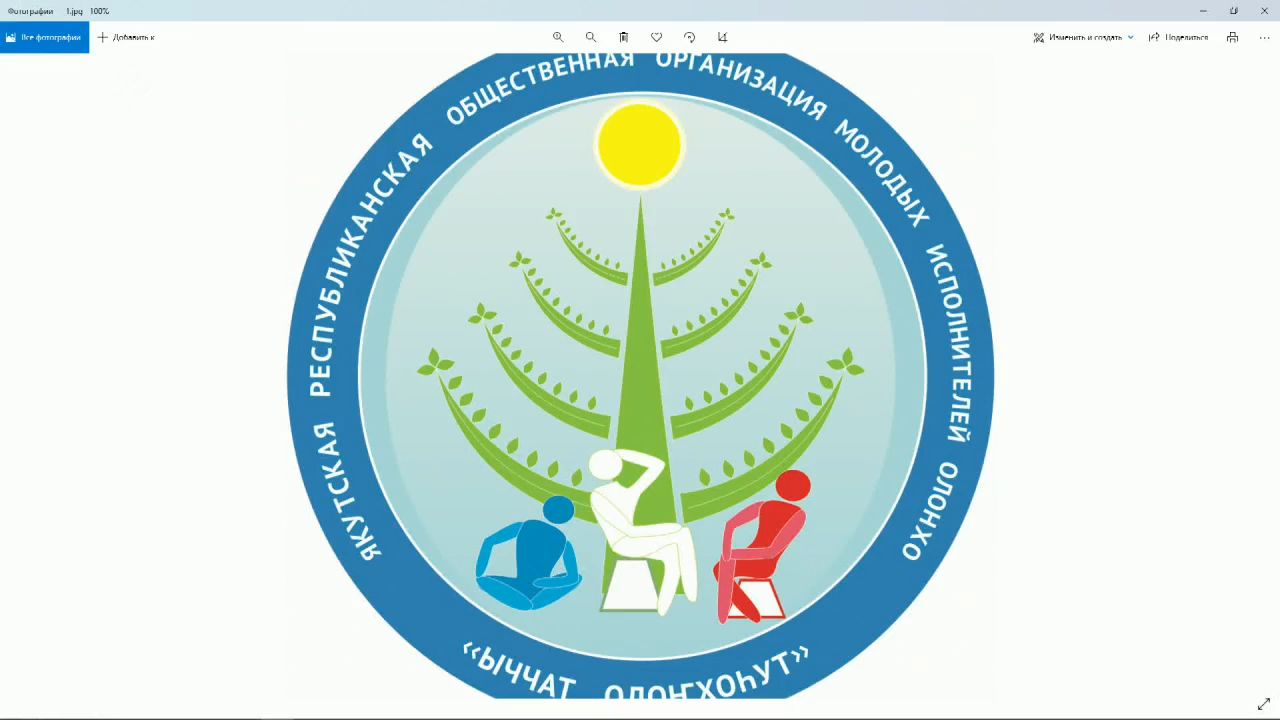 Фотографии 1.jpg 100%
Все фотографии
Добавить к
Изменить и создать
Поделиться
ЯКУТСКАЯ РЕСПУБЛИКАНСКАЯ ОБЩЕСТВЕННАЯ ОРГАНИЗАЦИЯ МОЛОДЫХ ИСПОЛНИТЕЛЕЙ ОЛОНХО
«ЫЧЧАТ ОЛОҤХОҺУТ»